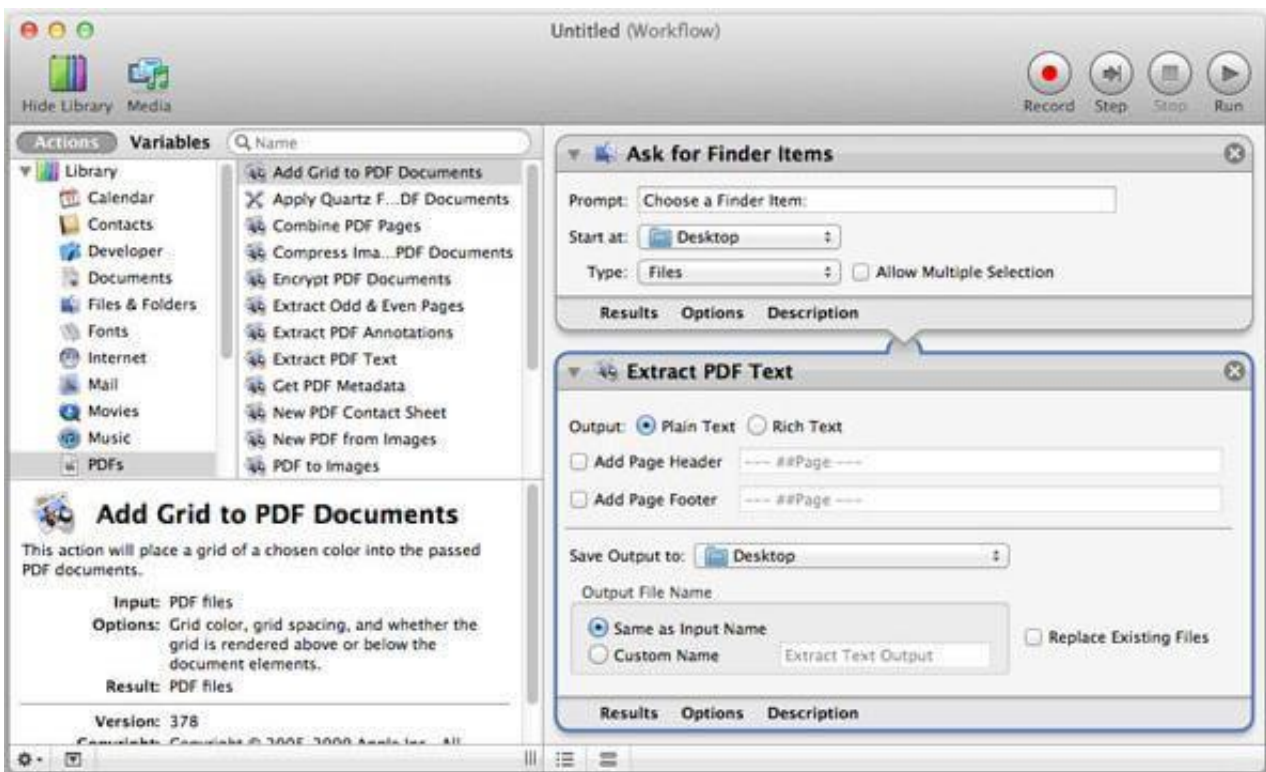 Untitled (Workflow)
Hide Library Media
Record Step Stop Run
Actions Variables Name
Library
Calendar
Contacts
Developer
Documents
Files & Folders
Fonts
Internet
Mail
Movies
Music
PDFs
Add Grid to PDF Documents
Apply Quartz F...DF Documents
Combine PDF Pages
Compress Ima...PDF Documents
Encrypt PDF Documents
Extract Odd & Even Pages
Extract PDF Annotations
Extract PDF Text
Get PDF Metadata
New PDF Contact Sheet
New PDF from Images
PDF to Images
Add Grid to PDF Documents
This action will place a grid of a chosen color into the passed
PDF documents.
Input: PDF files
Options: Grid color, grid spacing, and whether the
grid is rendered above or below the
document elements.
Result: PDF files
Version: 378
Copyright: Copyright © 2005-2009 Apple Inc. All
Ask for Finder Items
Prompt: Choose a Finder Item:
Start at: Desktop
Type: Files Allow Multiple Selection
Results Options Description
Extract PDF Text
Output: Plain Text Rich Text
Add Page Header --- ##Page ---
Add Page Footer --- ##Page ---
Save Output to: Desktop
Output File Name
Same as Input Name
Custom Name Extract Text Output
Replace Existing Files
Results Options Description